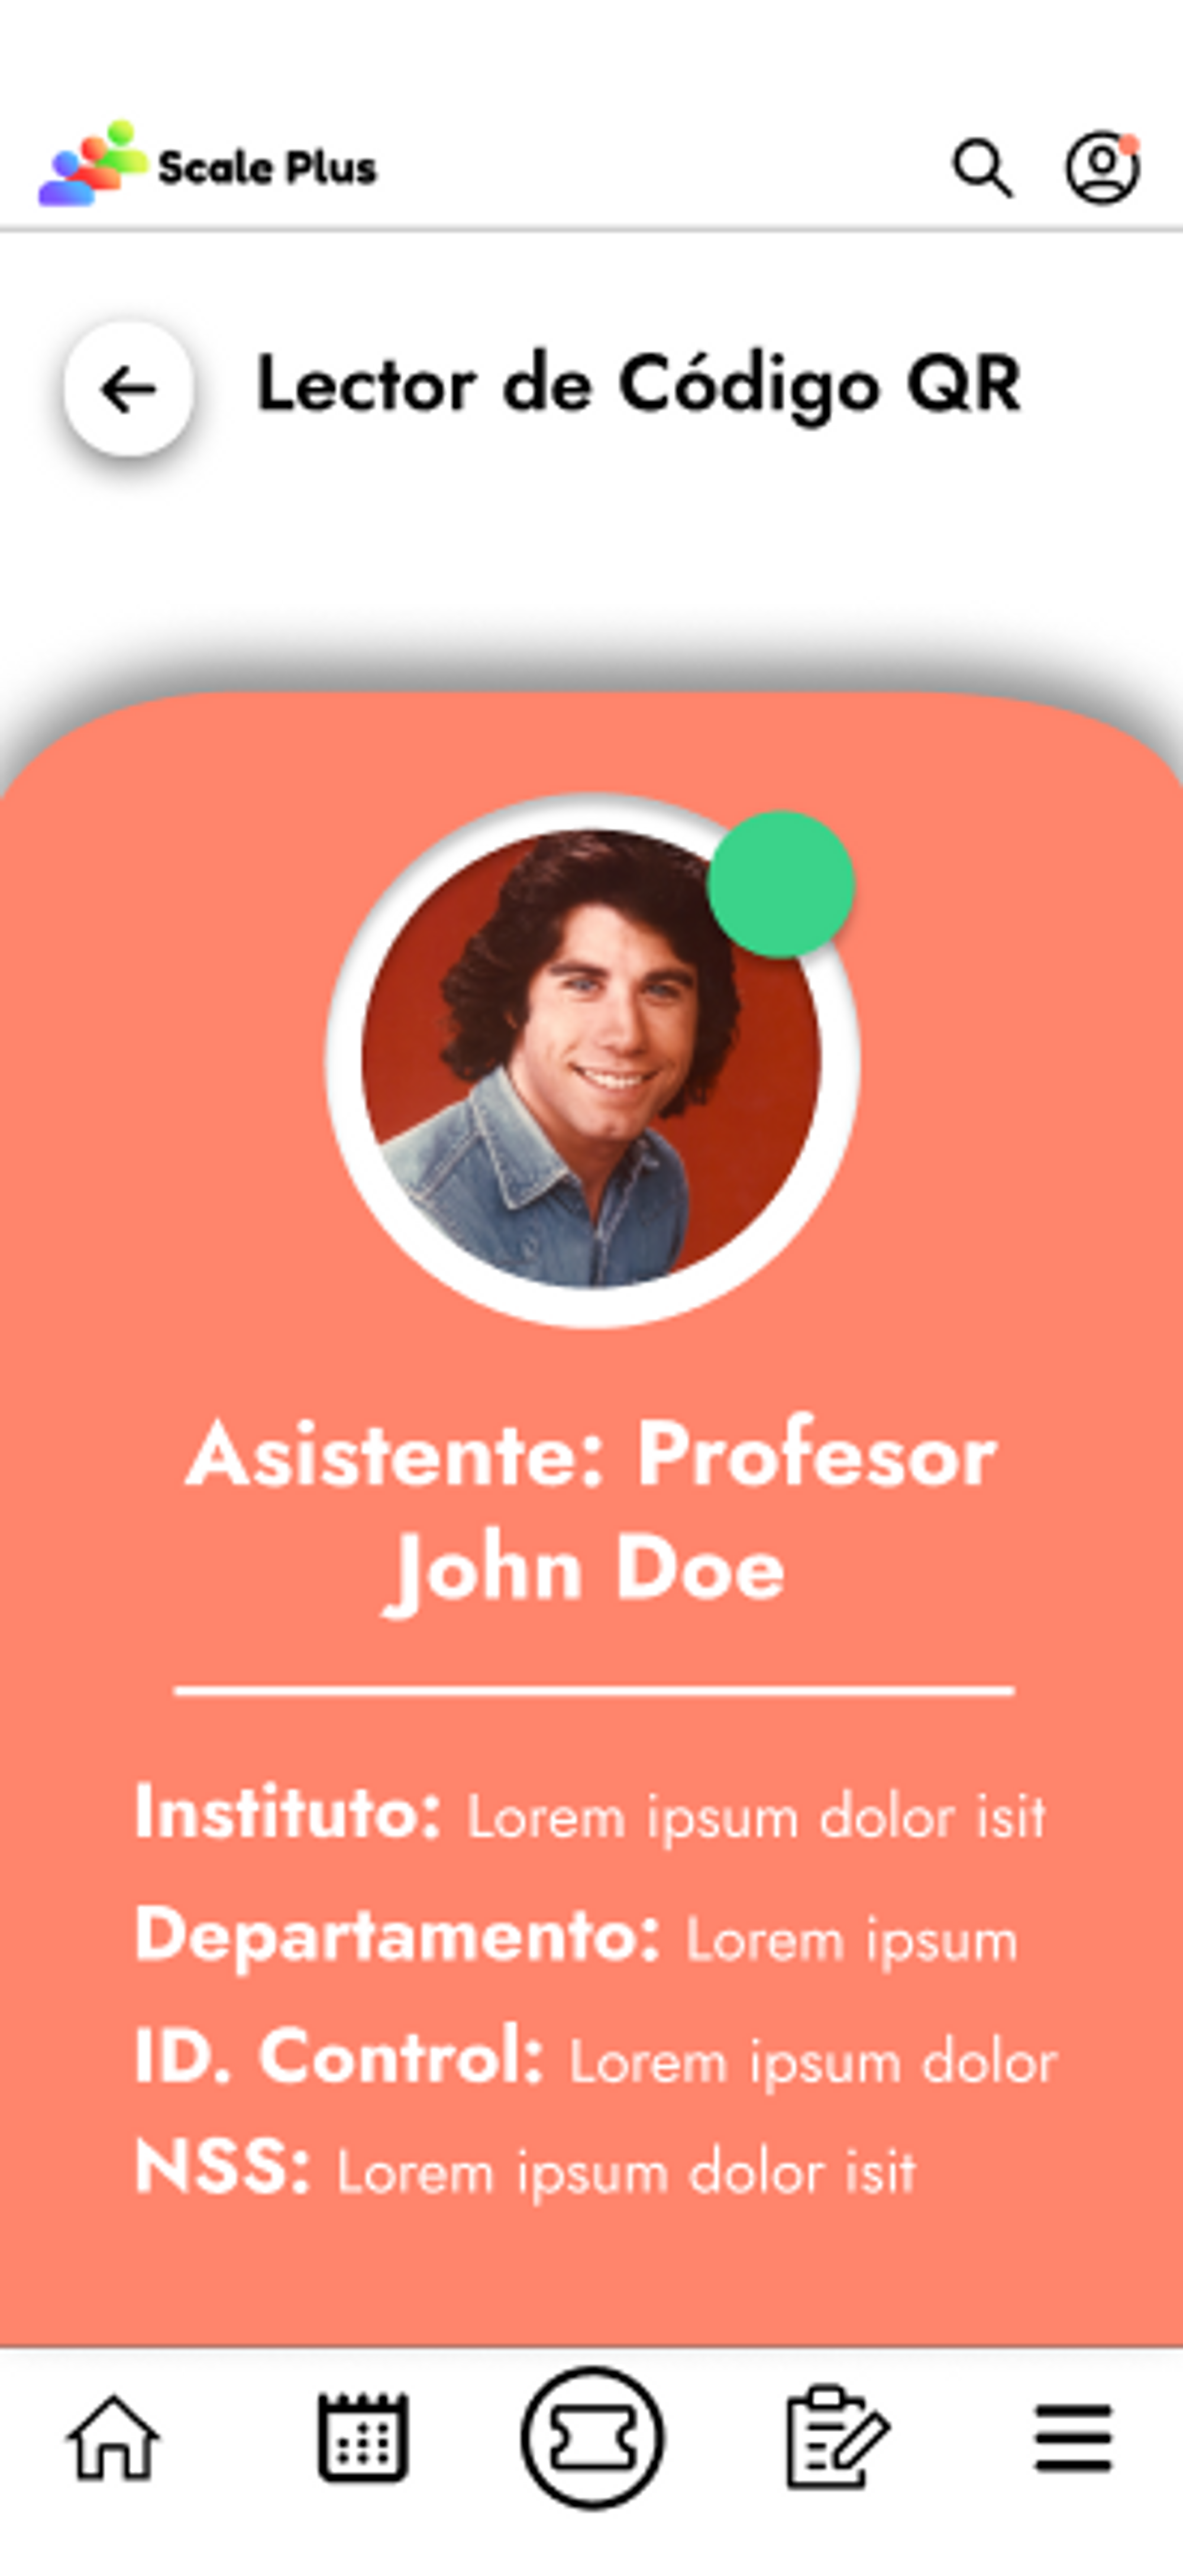 Scale Plus
Lector de Código QR
Asistente: Profesor
John Doe
Instituto: Lorem ipsum dolor isit
Departamento: Lorem ipsum
ID. Control: Lorem ipsum dolor
NSS: Lorem ipsum dolor isit